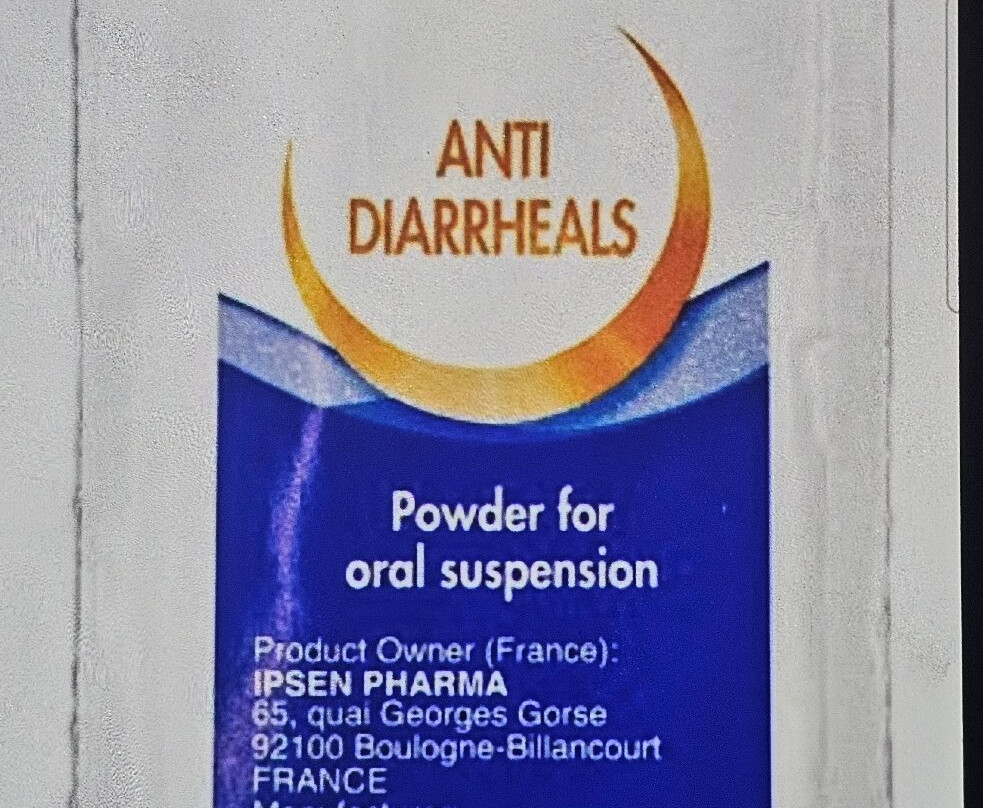 ANTI
DIARRHEALS
Powder for
oral suspension
Product Owner (France):
IPSEN PHARMA
65, quai Georges Gorse
92100 Boulogne-Billancourt
FRANCE